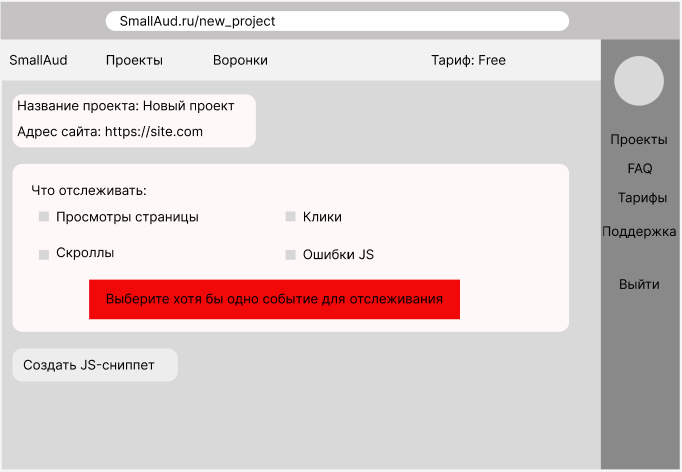 SmallAud.ru/new_project
SmallAud Проекты Воронки Тариф: Free
Название проекта: Новый проект
Адрес сайта: https://site.com
Что отслеживать:
Просмотры страницы Клики
Скроллы Ошибки JS
Выберите хотя бы одно событие для отслеживания
Создать JS-сниппет
Проекты
FAQ
Тарифы
Поддержка
Выйти